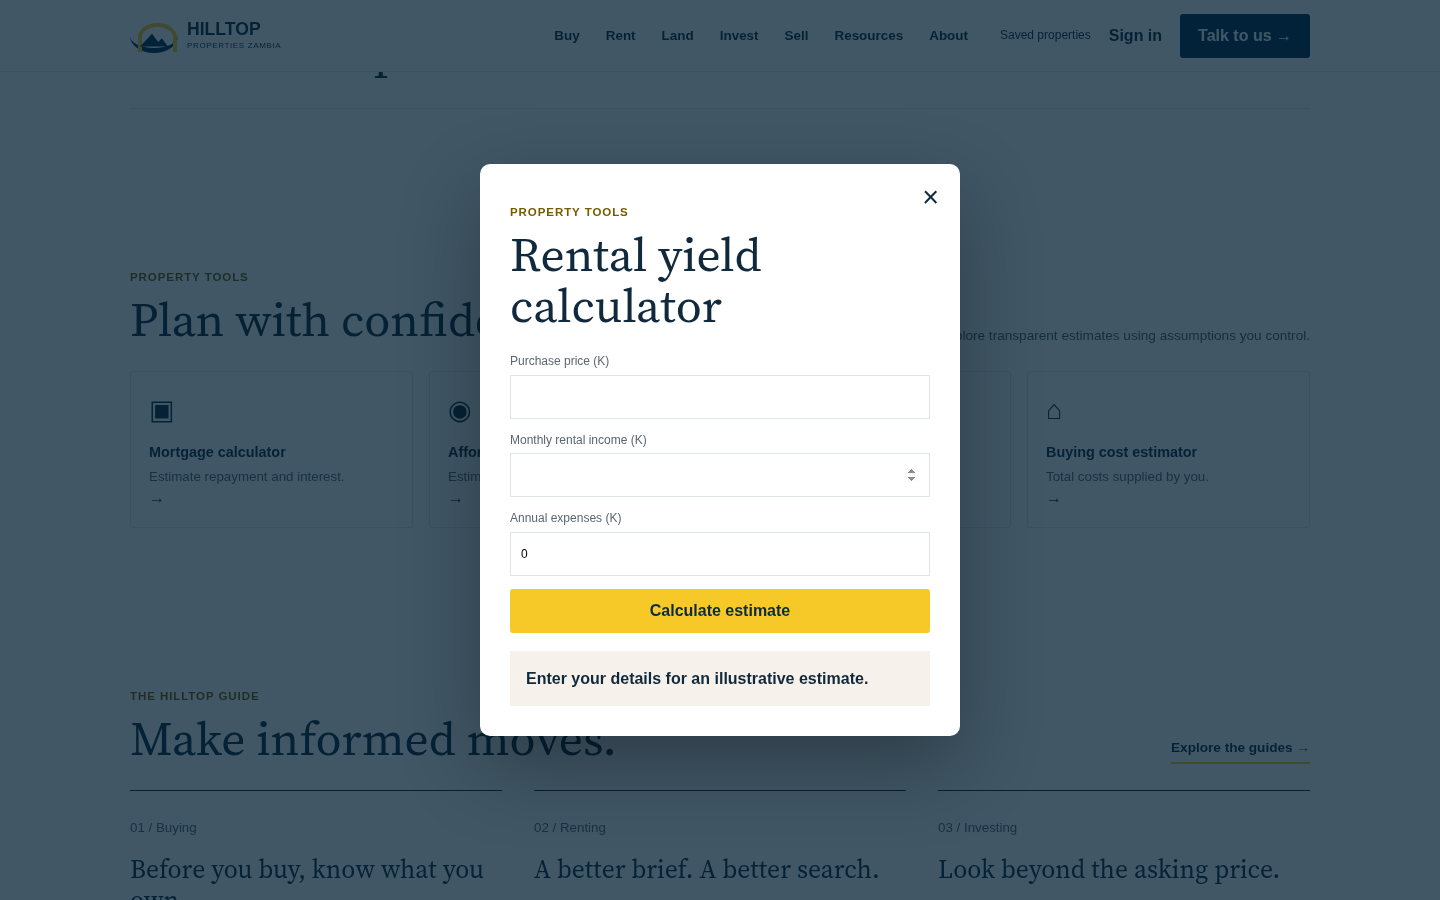 HILLTOP
PROPERTIES ZAMBIA
Buy Rent Land Invest Sell Resources About Saved properties Sign in Talk to us →
PROPERTY TOOLS
Rental yield
calculator
Purchase price (K)
Monthly rental income (K)
Annual expenses (K)
0
Calculate estimate
Enter your details for an illustrative estimate.
PROPERTY TOOLS
Plan with
transparent estimates using assumptions you control.
Mortgage calculator
Estimate repayment and interest.
→
→
Buying cost estimator
Total costs supplied by you.
→
THE HILLTOP GUIDE
Make informed moves.
Explore the guides →
01 / Buying
Before you buy, know what you
02 / Renting
A better brief. A better search.
03 / Investing
Look beyond the asking price.